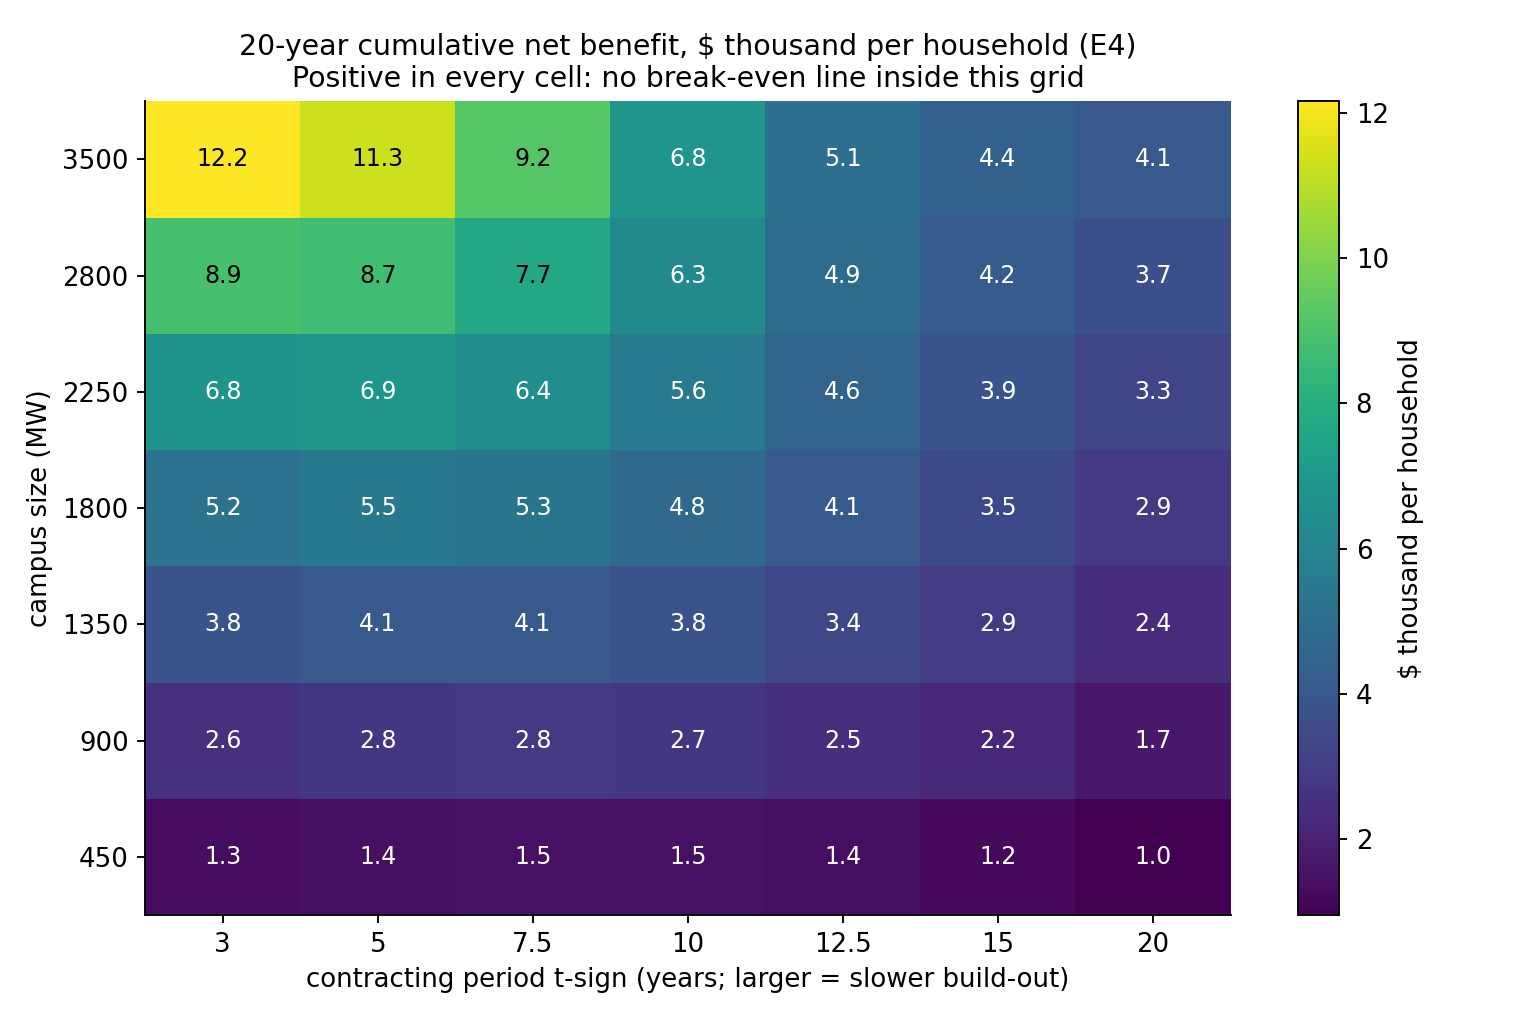 20-year cumulative net benefit, $ thousand per household (E4)
Positive in every cell: no break-even line inside this grid
campus size (MW)
3500 12.2 11.3 9.2 6.8 5.1 4.4 4.1
2800 8.9 8.7 7.7 6.3 4.9 4.2 3.7
2250 6.8 6.9 6.4 5.6 4.6 3.9 3.3
1800 5.2 5.5 5.3 4.8 4.1 3.5 2.9
1350 3.8 4.1 4.1 3.8 3.4 2.9 2.4
900 2.6 2.8 2.8 2.7 2.5 2.2 1.7
450 1.3 1.4 1.5 1.5 1.4 1.2 1.0
3 5 7.5 10 12.5 15 20
contracting period t-sign (years; larger = slower build-out)
12
10
8
6
4
2
$ thousand per household